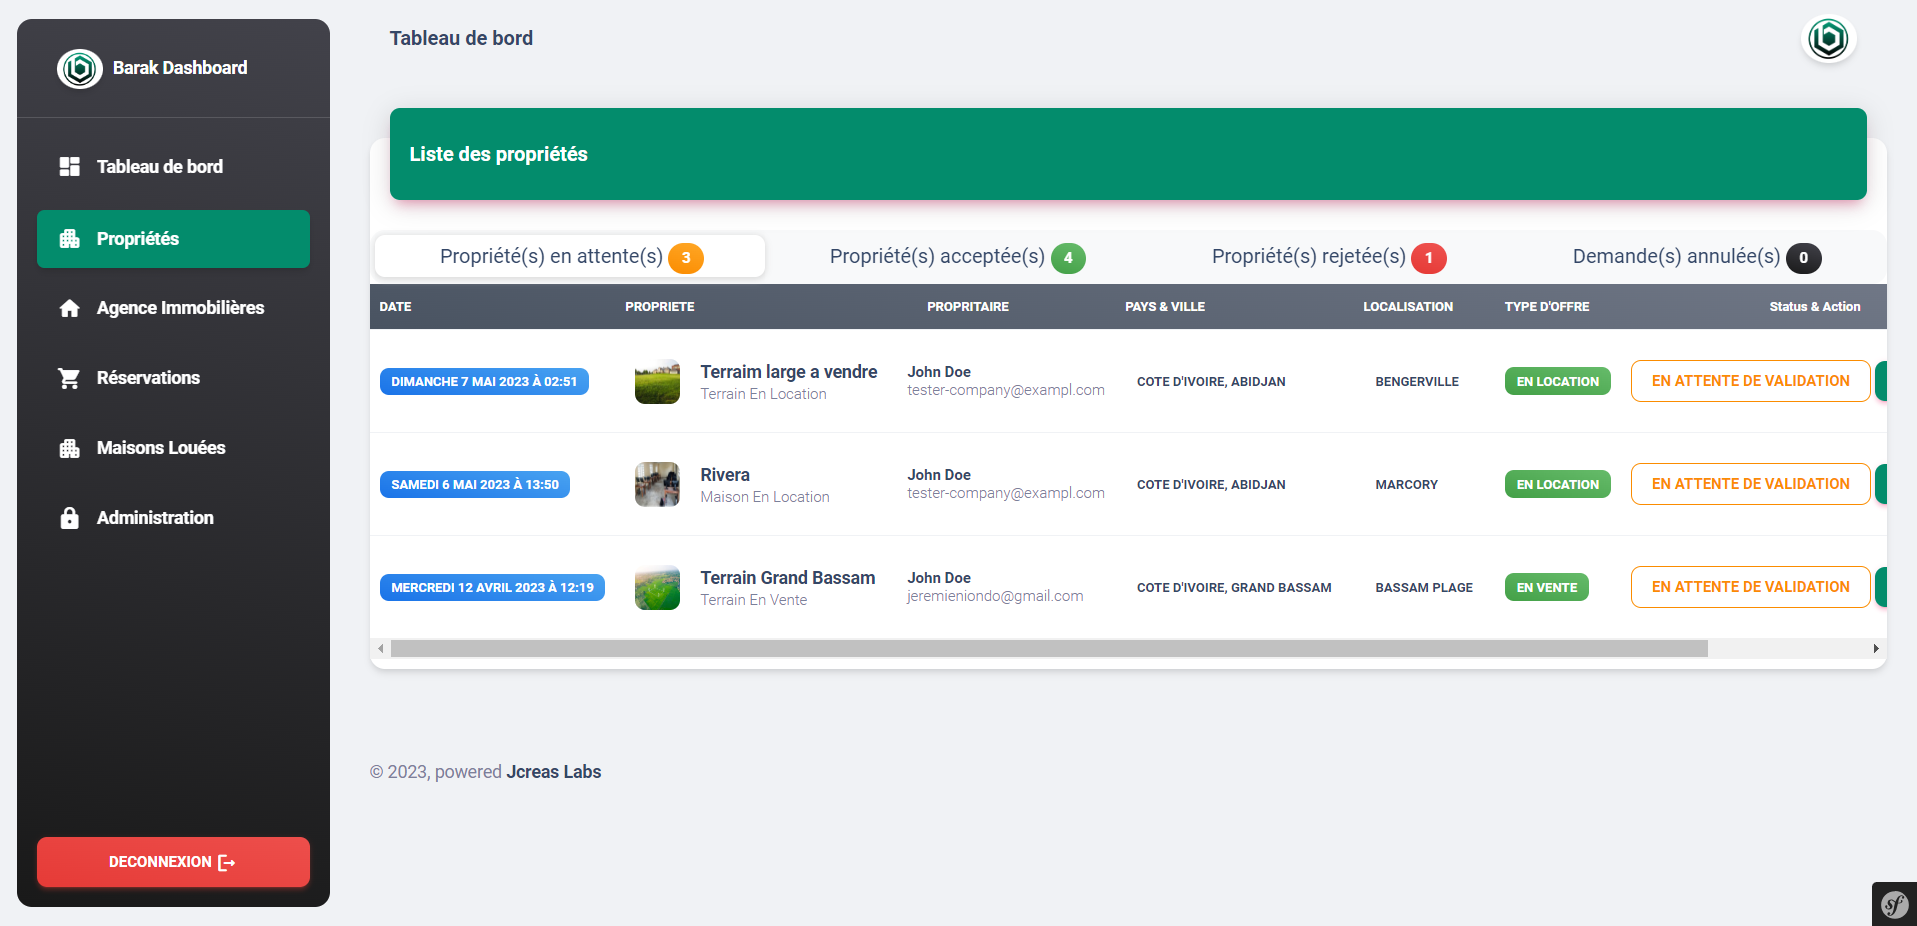 Barak Dashboard
Tableau de bord
Propriétés
Agence Immobilières
Réservations
Maisons Louées
Administration
DECONNEXION
Tableau de bord
Liste des propriétés
Propriété(s) en attente(s) 3 Propriété(s) acceptée(s) 4 Propriété(s) rejetée(s) 1 Demande(s) annulée(s) 0
DATE PROPRIETE PROPRITAIRE PAYS & VILLE LOCALISATION TYPE D'OFFRE Status & Action
DIMANCHE 7 MAI 2023 À 02:51 Terraim large a vendre John Doe COTE D'IVOIRE, ABIDJAN BENGERVILLE EN LOCATION EN ATTENTE DE VALIDATION
Terrain En Location tester-company@exampl.com
SAMEDI 6 MAI 2023 À 13:50 Rivera John Doe COTE D'IVOIRE, ABIDJAN MARCORY EN LOCATION EN ATTENTE DE VALIDATION
Maison En Location tester-company@exampl.com
MERCREDI 12 AVRIL 2023 À 12:19 Terrain Grand Bassam John Doe COTE D'IVOIRE, GRAND BASSAM BASSAM PLAGE EN VENTE EN ATTENTE DE VALIDATION
Terrain En Vente jeremieniondo@gmail.com
© 2023, powered Jcreas Labs
sf